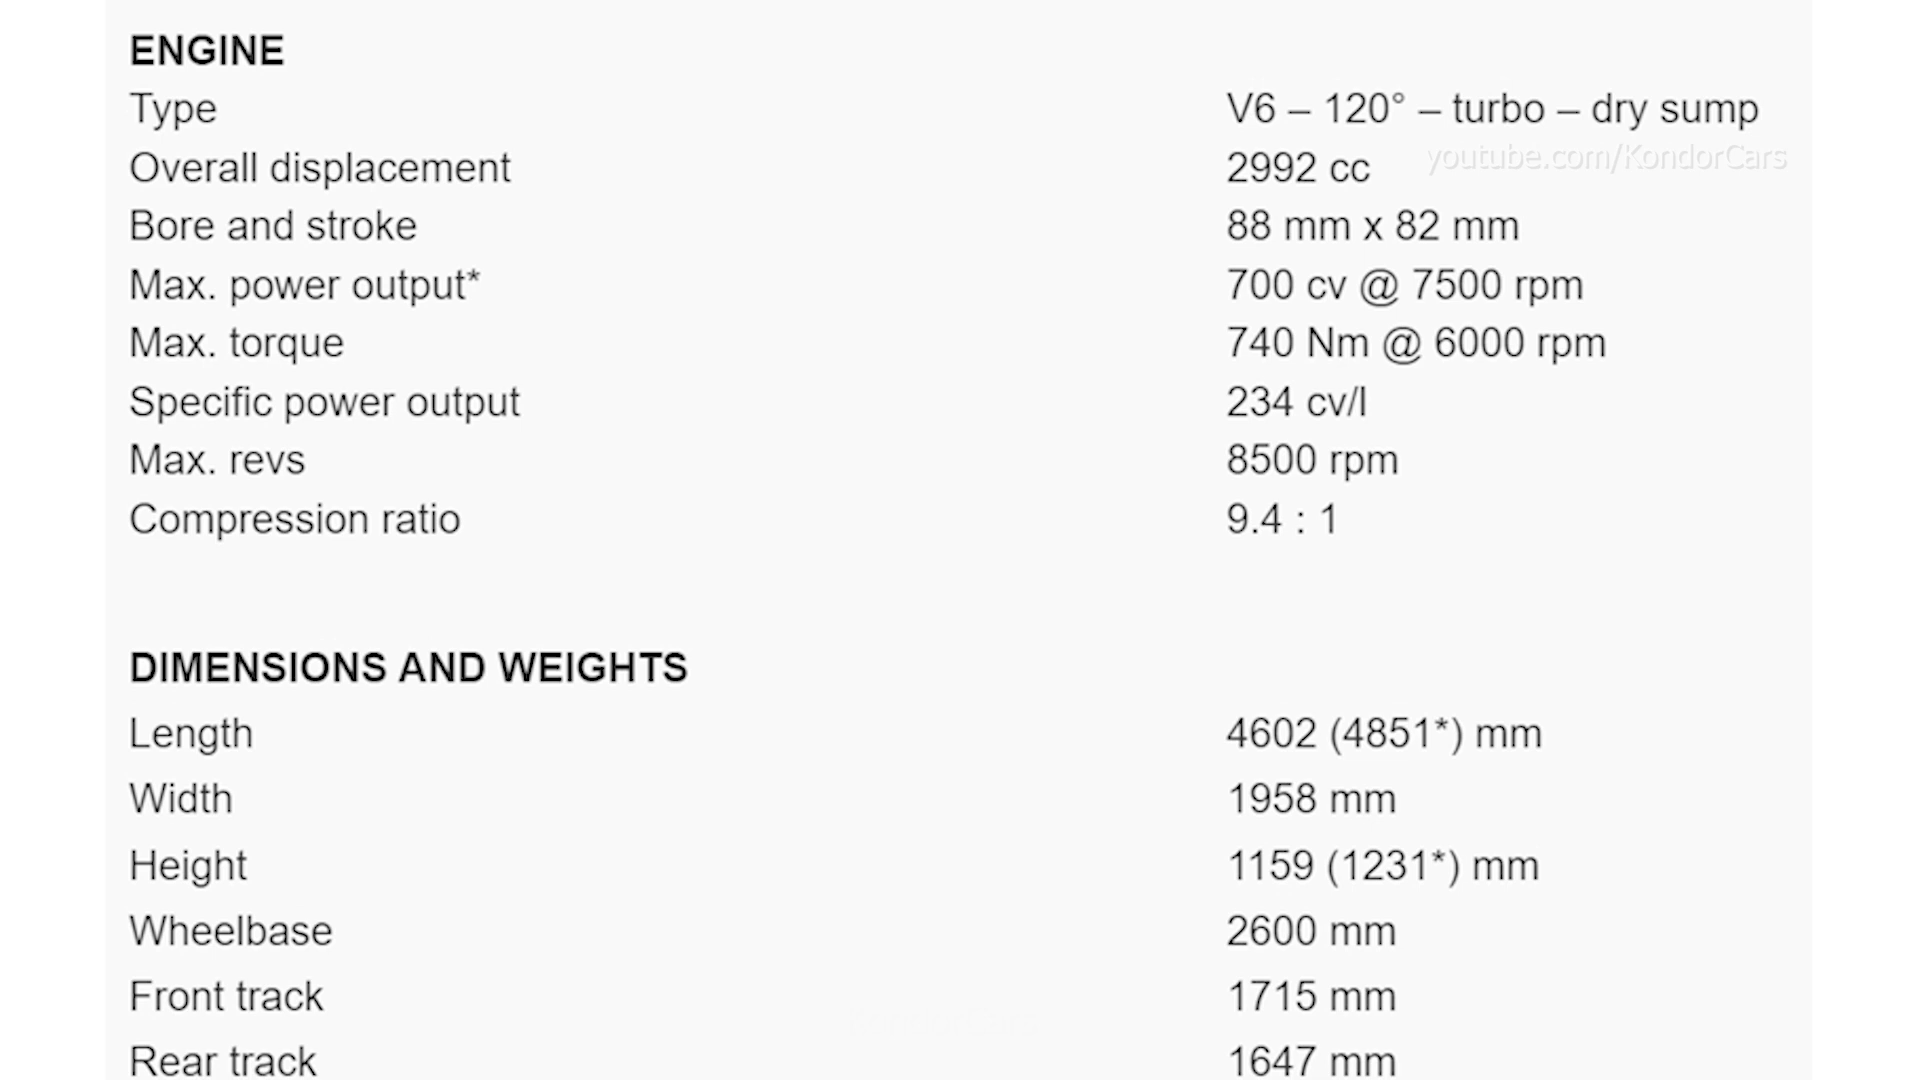 ENGINE
Type V6 – 120° – turbo – dry sump
youtube.com/KondorCars
Overall displacement 2992 cc
Bore and stroke 88 mm x 82 mm
Max. power output* 700 cv @ 7500 rpm
Max. torque 740 Nm @ 6000 rpm
Specific power output 234 cv/l
Max. revs 8500 rpm
Compression ratio 9.4 : 1
DIMENSIONS AND WEIGHTS
Length 4602 (4851*) mm
Width 1958 mm
Height 1159 (1231*) mm
Wheelbase 2600 mm
Front track 1715 mm
Rear track 1647 mm